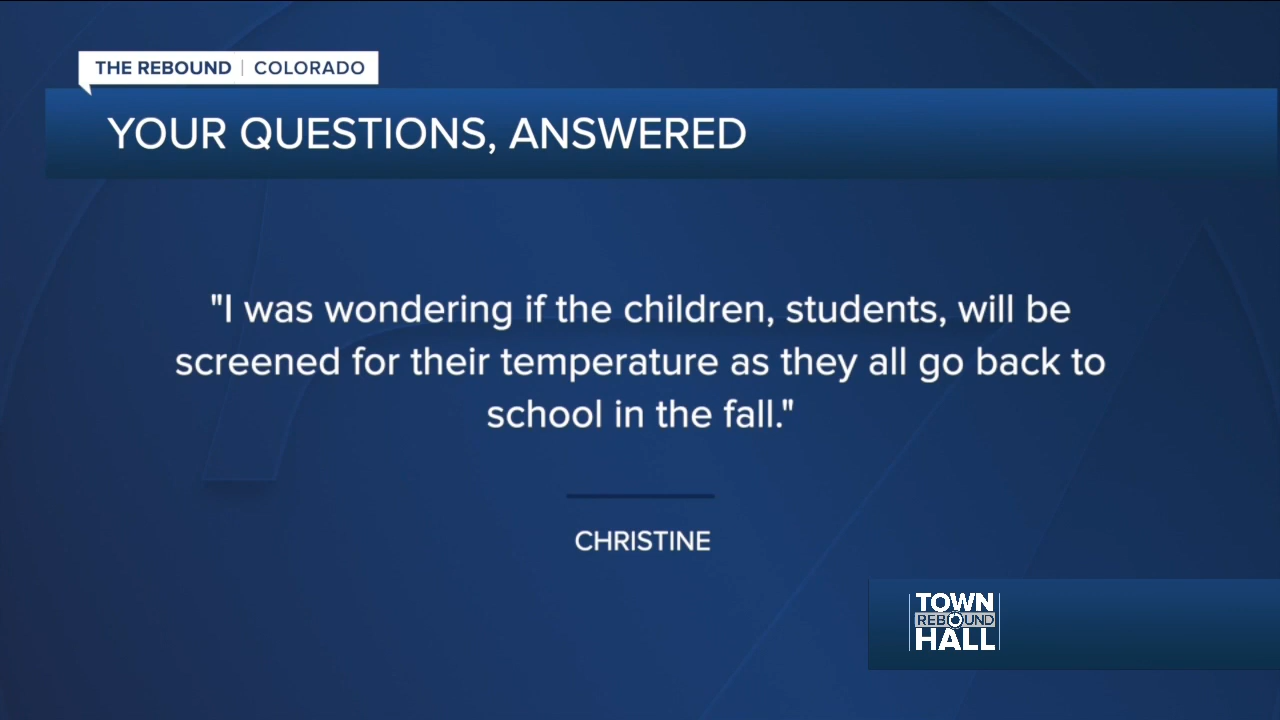 THE REBOUND | COLORADO
YOUR QUESTIONS, ANSWERED
"I was wondering if the children, students, will be
screened for their temperature as they all go back to
school in the fall."
CHRISTINE
TOWN
REBOUND
HALL